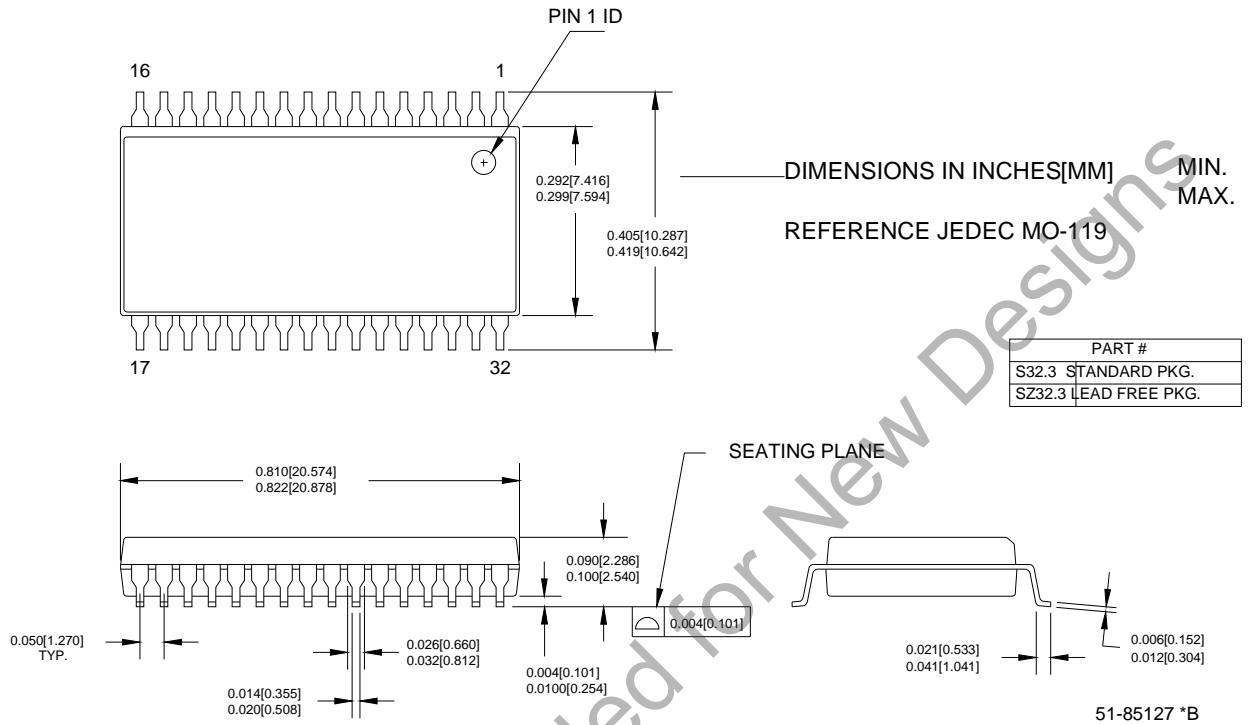 PIN 1 ID
16 1
0.292[7.416]
0.299[7.594]
0.405[10.287]
0.419[10.642]
DIMENSIONS IN INCHES[MM] MIN.
MAX.
REFERENCE JEDEC MO-119
17 32
PART #
S32.3 STANDARD PKG.
SZ32.3 LEAD FREE PKG.
SEATING PLANE
0.810[20.574]
0.822[20.878]
0.090[2.286]
0.100[2.540]
0.004[0.101]
0.050[1.270]
TYP.
0.026[0.660]
0.032[0.812]
0.014[0.355]
0.020[0.508]
0.004[0.101]
0.0100[0.254]
0.021[0.533]
0.041[1.041]
0.006[0.152]
0.012[0.304]
51-85127 *B
for New Designs